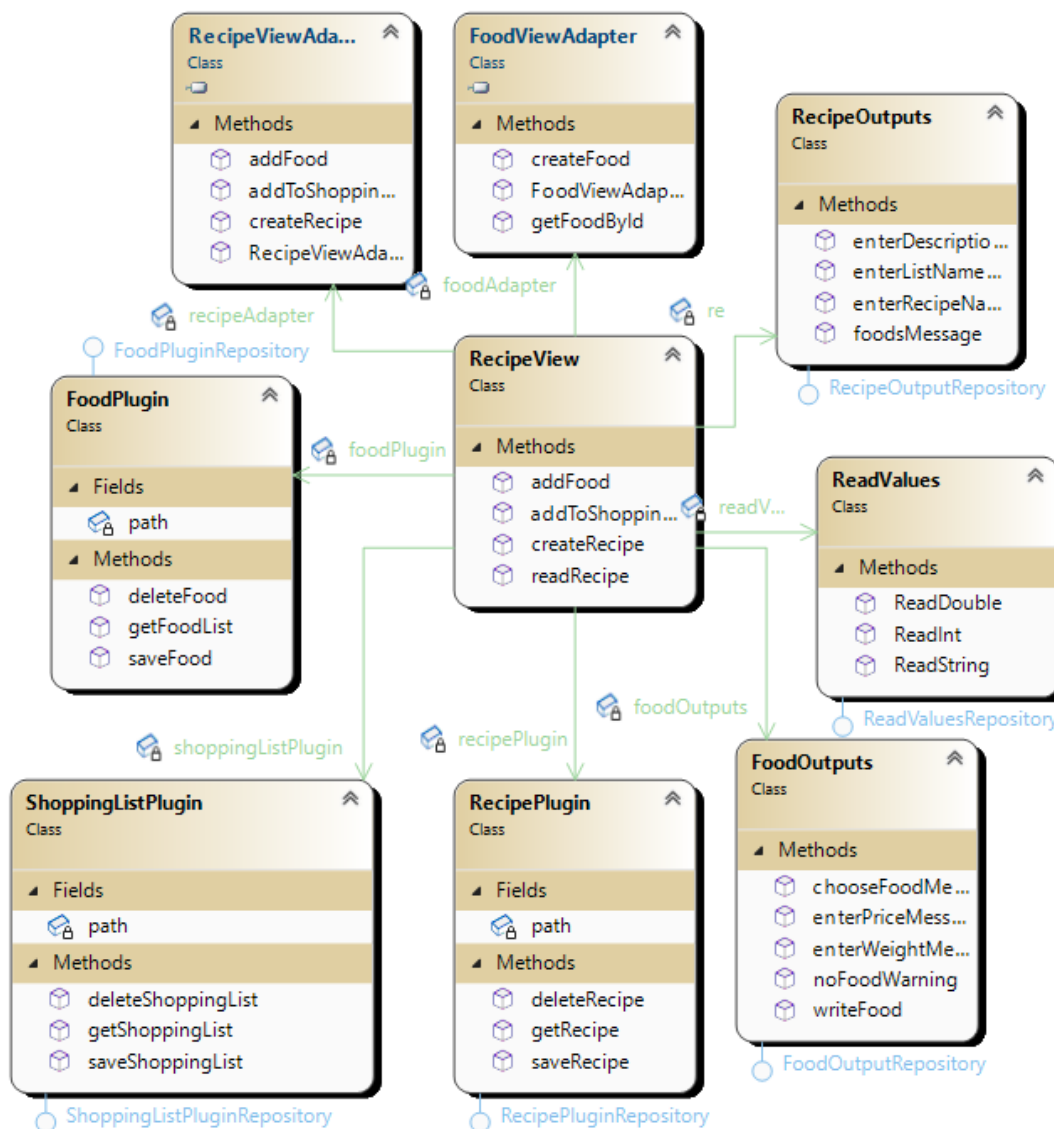 RecipeViewAda...
Class
Methods
addFood
addToShoppin...
createRecipe
RecipeViewAda...
FoodViewAdapter
Class
Methods
createFood
FoodViewAdap...
getFoodById
RecipeOutputs
Class
Methods
enterDescriptio...
enterListName...
enterRecipeNa...
foodsMessage
RecipeOutputRepository
recipeAdapter
foodAdapter
re
FoodPluginRepository
FoodPlugin
Class
Fields
path
Methods
deleteFood
getFoodList
saveFood
foodPlugin
RecipeView
Class
Methods
addFood
addToShoppin...
createRecipe
readRecipe
readV...
ReadValues
Class
Methods
ReadDouble
ReadInt
ReadString
ReadValuesRepository
shoppingListPlugin
recipePlugin
foodOutputs
ShoppingListPlugin
Class
Fields
path
Methods
deleteShoppingList
getShoppingList
saveShoppingList
ShoppingListPluginRepository
RecipePlugin
Class
Fields
path
Methods
deleteRecipe
getRecipe
saveRecipe
RecipePluginRepository
FoodOutputs
Class
Methods
chooseFoodMe...
enterPriceMess...
enterWeightMe...
noFoodWarning
writeFood
FoodOutputRepository